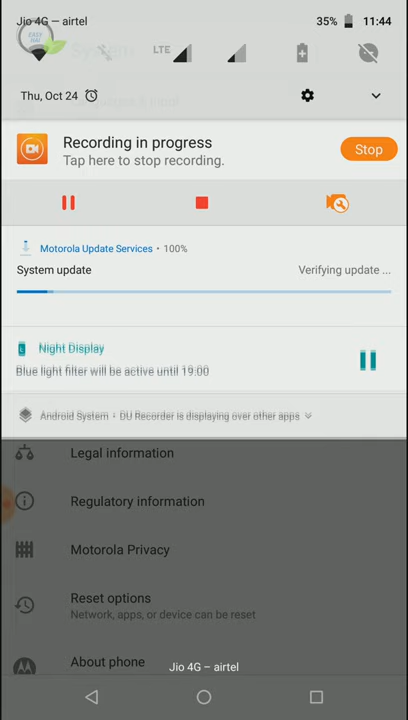 Jio 4G — airtel
35%
11:44
EASY HAI
System
LTE
Thu, Oct 24
Recording in progress
Tap here to stop recording.
Stop
Motorola Update Services • 100%
System update
Verifying update ...
Night Display
Blue light filter will be active until 19:00
Android System • DU Recorder is displaying over other apps
Legal information
Regulatory information
Motorola Privacy
Reset options
Network, apps, or device can be reset
About phone
Jio 4G – airtel